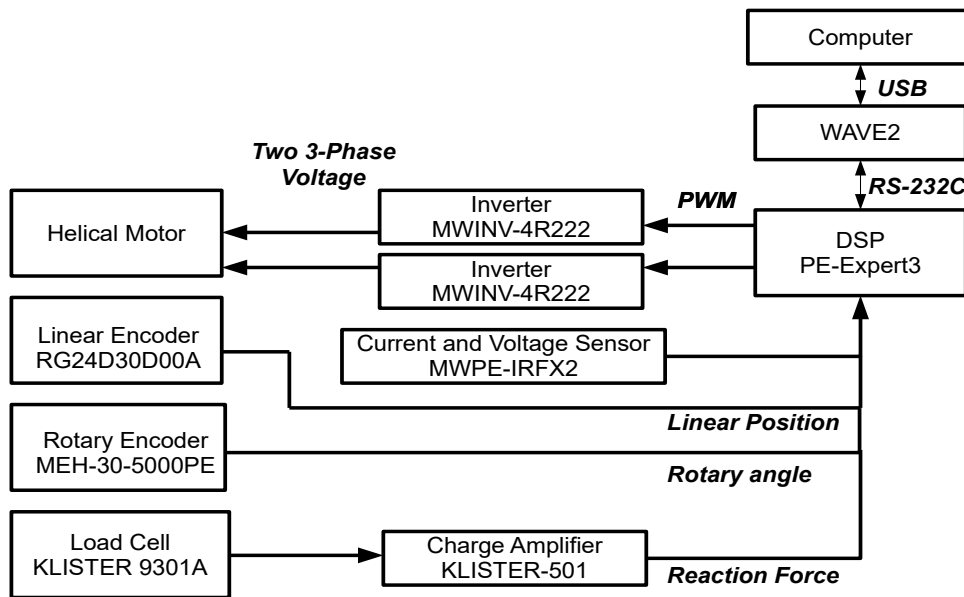 Computer
USB
WAVE2
RS-232C
Two 3-Phase
Voltage
PWM
Helical Motor
Inverter
MWINV-4R222
Inverter
MWINV-4R222
DSP
PE-Expert3
Linear Encoder
RG24D30D00A
Current and Voltage Sensor
MWPE-IRFX2
Linear Position
Rotary Encoder
MEH-30-5000PE
Rotary angle
Load Cell
KLISTER 9301A
Charge Amplifier
KLISTER-501
Reaction Force